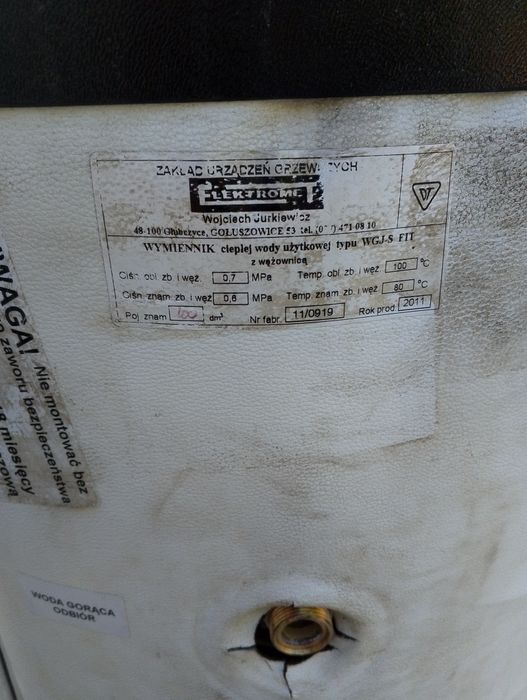 ZAKŁAD URZĄDZEŃ GRZEWCZYCH
ELEKTROMET
Wojciech Jurkiewicz
48-100 Głubczyce, GOŁUSZOWICE 53 tel. 471 08 10
WYMIENNIK ciepłej wody użytkowej typu WGJ-S FIT
z wężownicą
Ciśn. obl. zb. i węż. 0,7 MPa Temp. obl. zb. i węż 100 °C
Ciśn. znam. zb. i węż 0,6 MPa Temp. znam. zb. i węż 80 °C
Poj. znam 100 dm³ Nr fabr. 11/0919 Rok prod 2011
DT
UWAGA! Nie montować bez
zaworu bezpieczeństwa
18 miesięcy
WODA GORĄCA
ODBIÓR